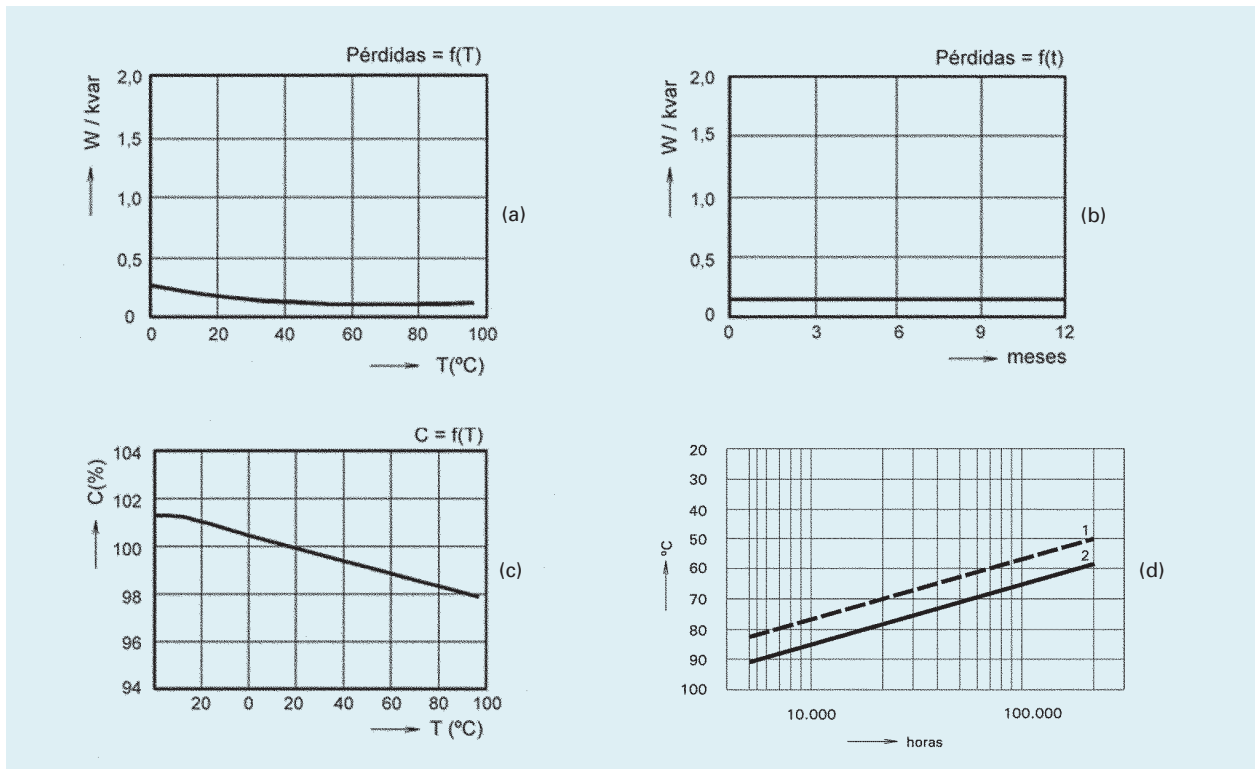 Pérdidas = f(T)
W / kvar
2,0
1,5
1,0
0,5
0
0 20 40 60 80 100
T(ºC)
(a)
Pérdidas = f(t)
W / kvar
2,0
1,5
1,0
0,5
0
0 3 6 9 12
meses
(b)
C = f(T)
C(%)
104
102
100
98
96
94
20 0 20 40 60 80 100
T (ºC)
(c)
ºC
20
30
40
50
60
70
80
90
100
1
2
10.000 100.000
horas
(d)